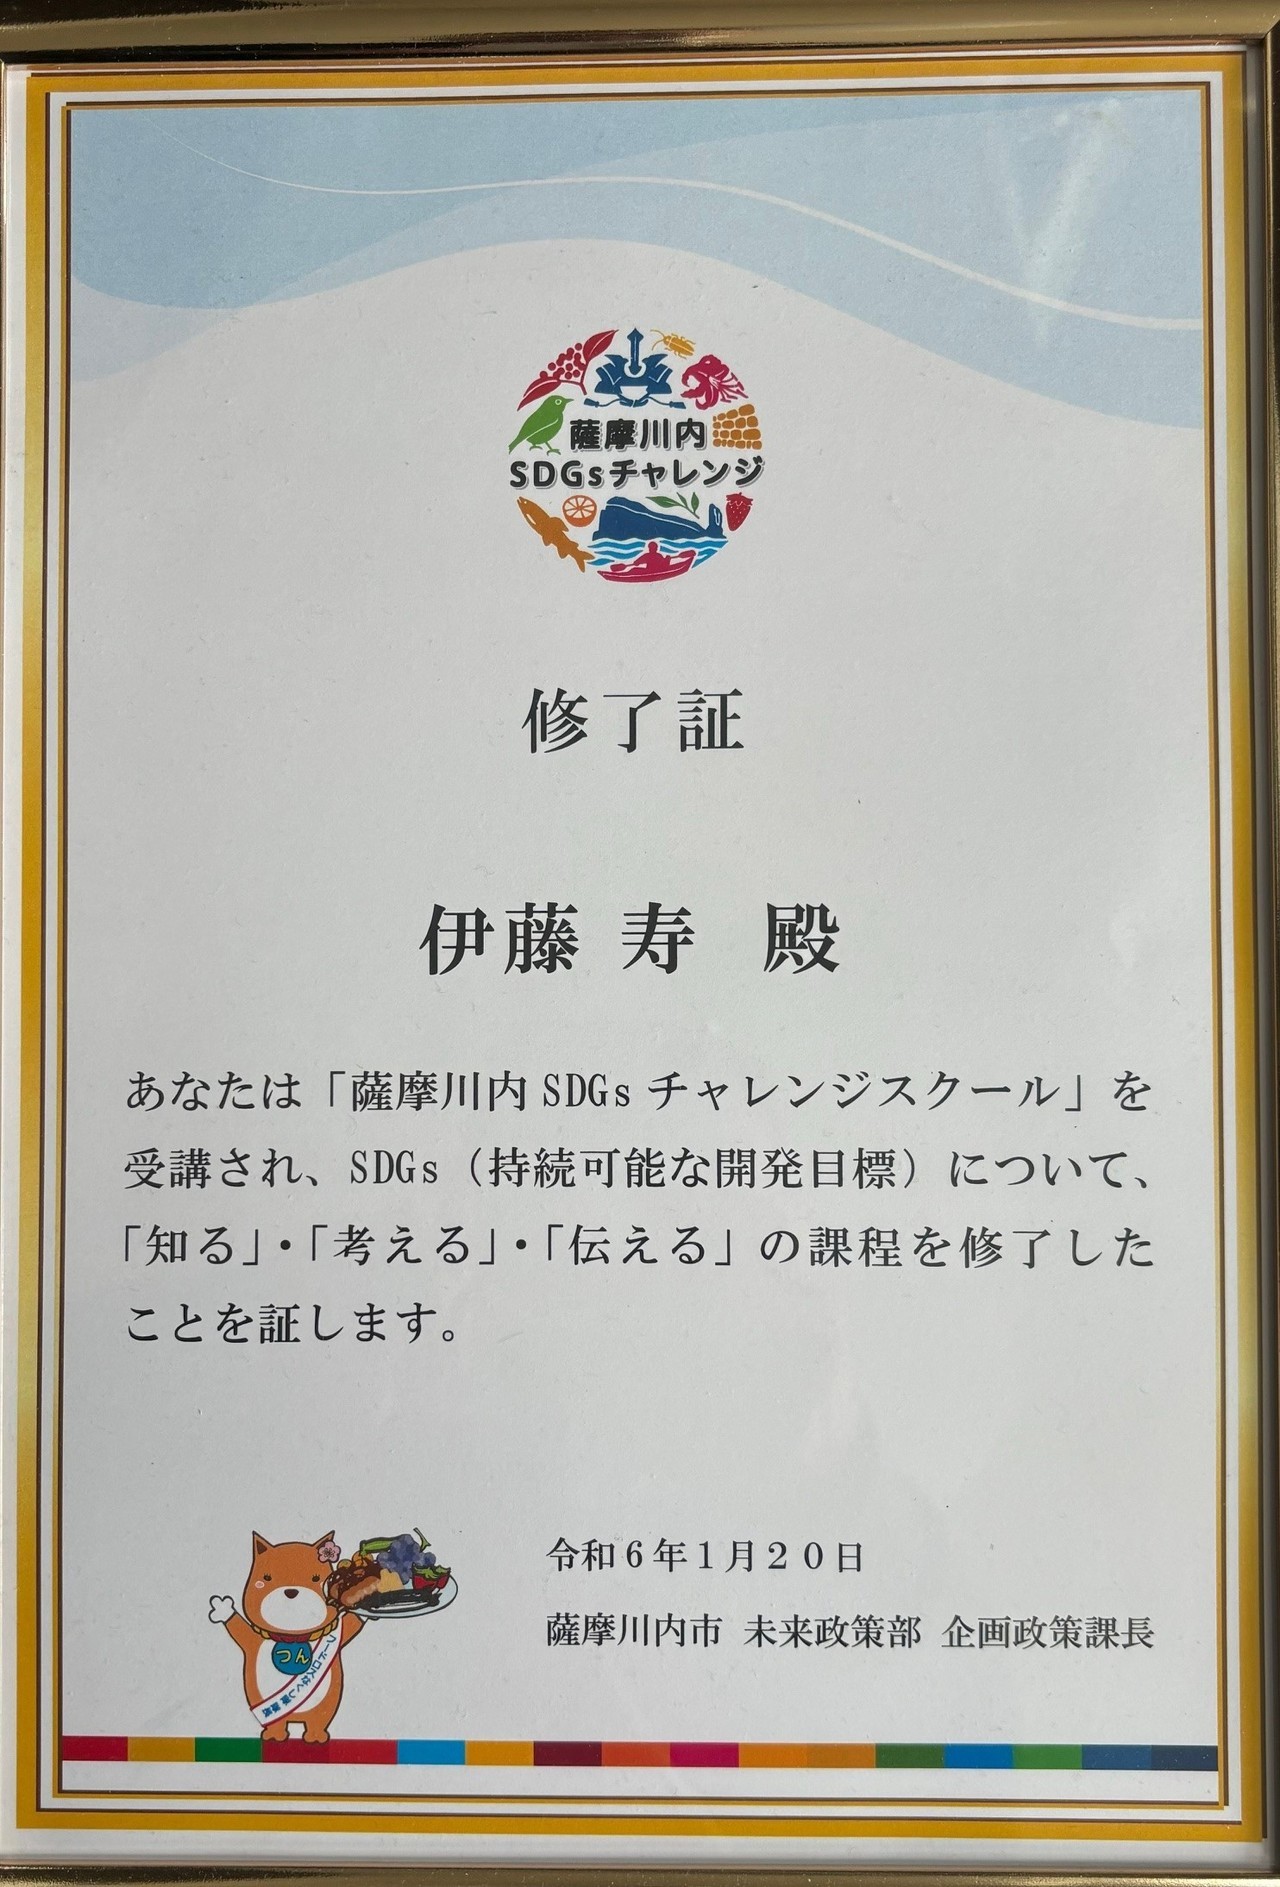 薩摩川内
SDGsチャレンジ
修了証
伊藤 寿 殿
あなたは「薩摩川内 SDGs チャレンジスクール」を
受講され、SDGs（持続可能な開発目標）について、
「知る」・「考える」・「伝える」の課程を修了した
ことを証します。
令和６年１月２０日
薩摩川内市 未来政策部 企画政策課長
つん